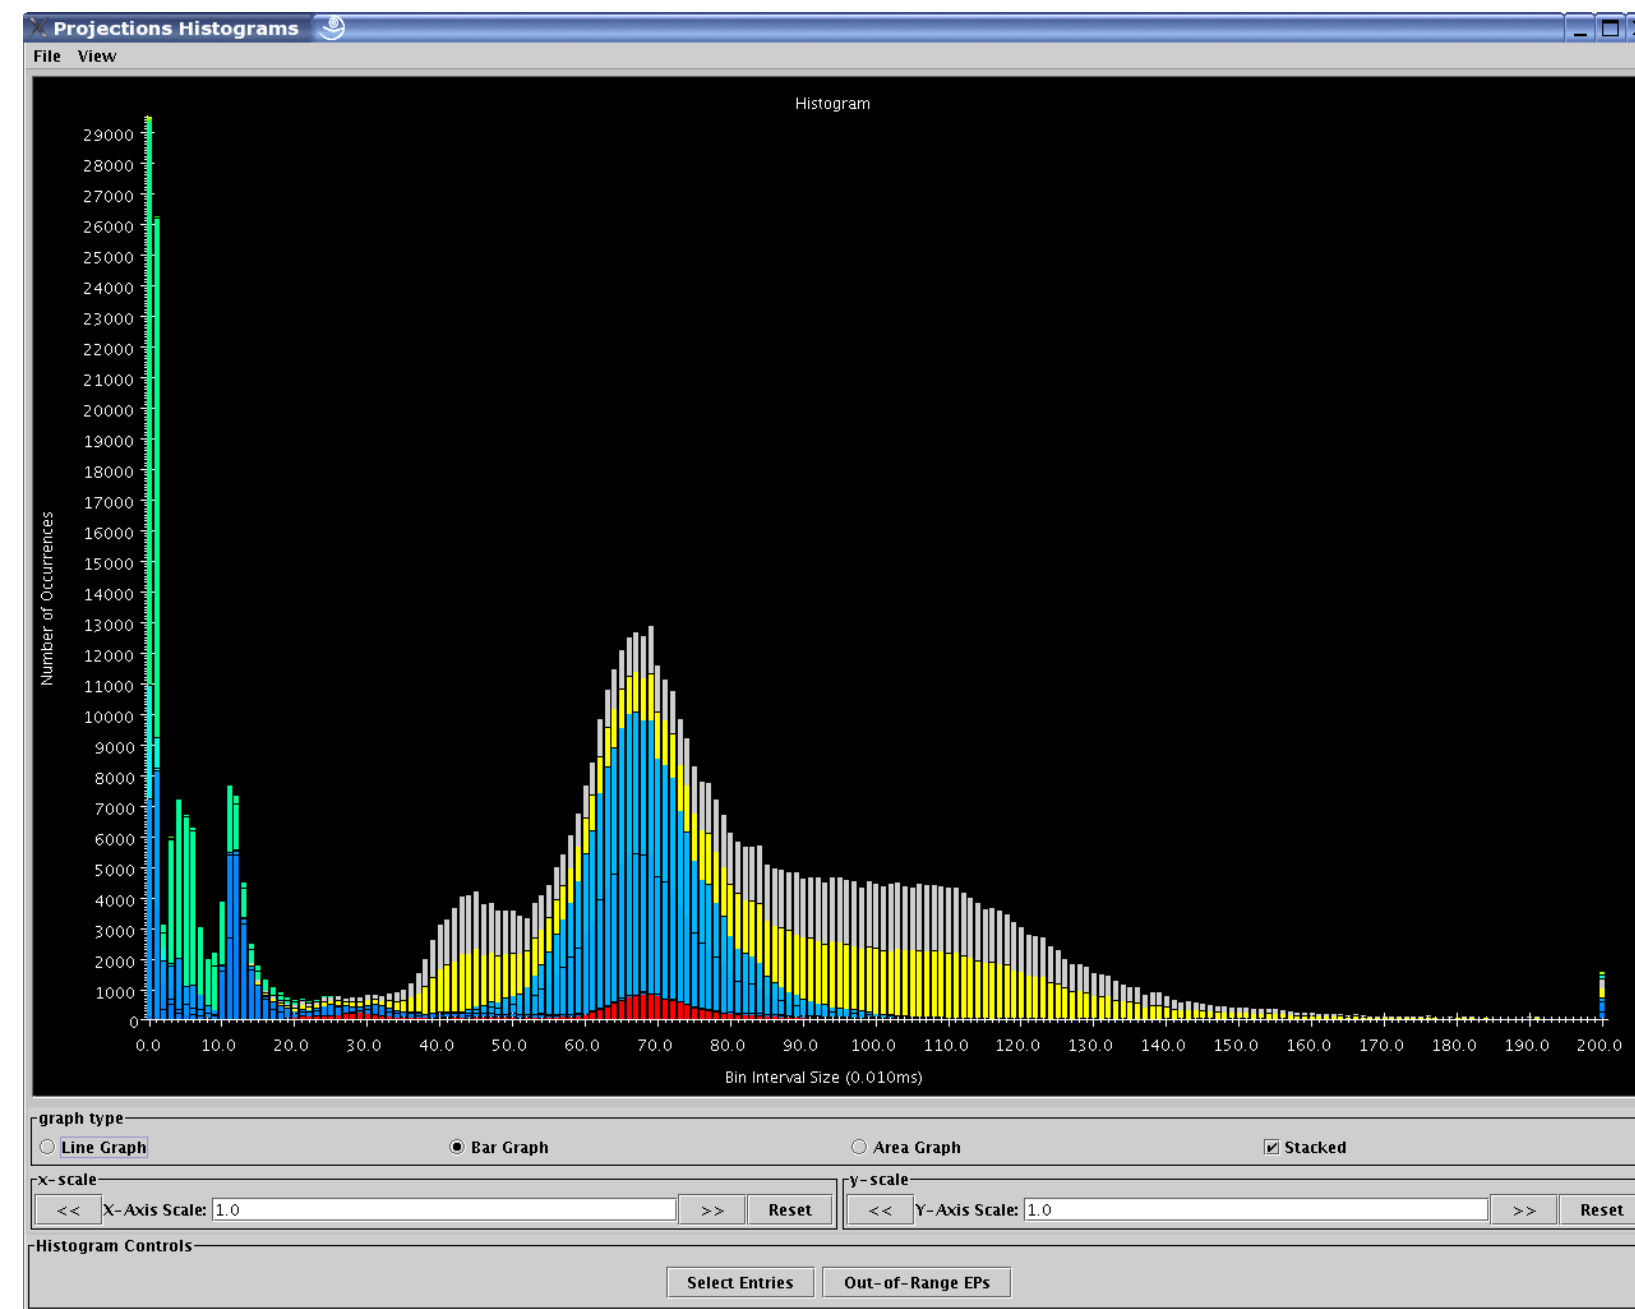 Projections Histograms
File View
Histogram
29000
28000
27000
26000
25000
24000
23000
22000
21000
20000
19000
18000
17000
16000
15000
14000
13000
12000
11000
10000
9000
8000
7000
6000
5000
4000
3000
2000
1000
0
Number of Occurrences
0.0 10.0 20.0 30.0 40.0 50.0 60.0 70.0 80.0 90.0 100.0 110.0 120.0 130.0 140.0 150.0 160.0 170.0 180.0 190.0 200.0
Bin Interval Size (0.010ms)
graph type
Line Graph Bar Graph Area Graph Stacked
x-scale y-scale
<< X-Axis Scale: 1.0 >> Reset << Y-Axis Scale: 1.0 >> Reset
Histogram Controls
Select Entries Out-of-Range EPs